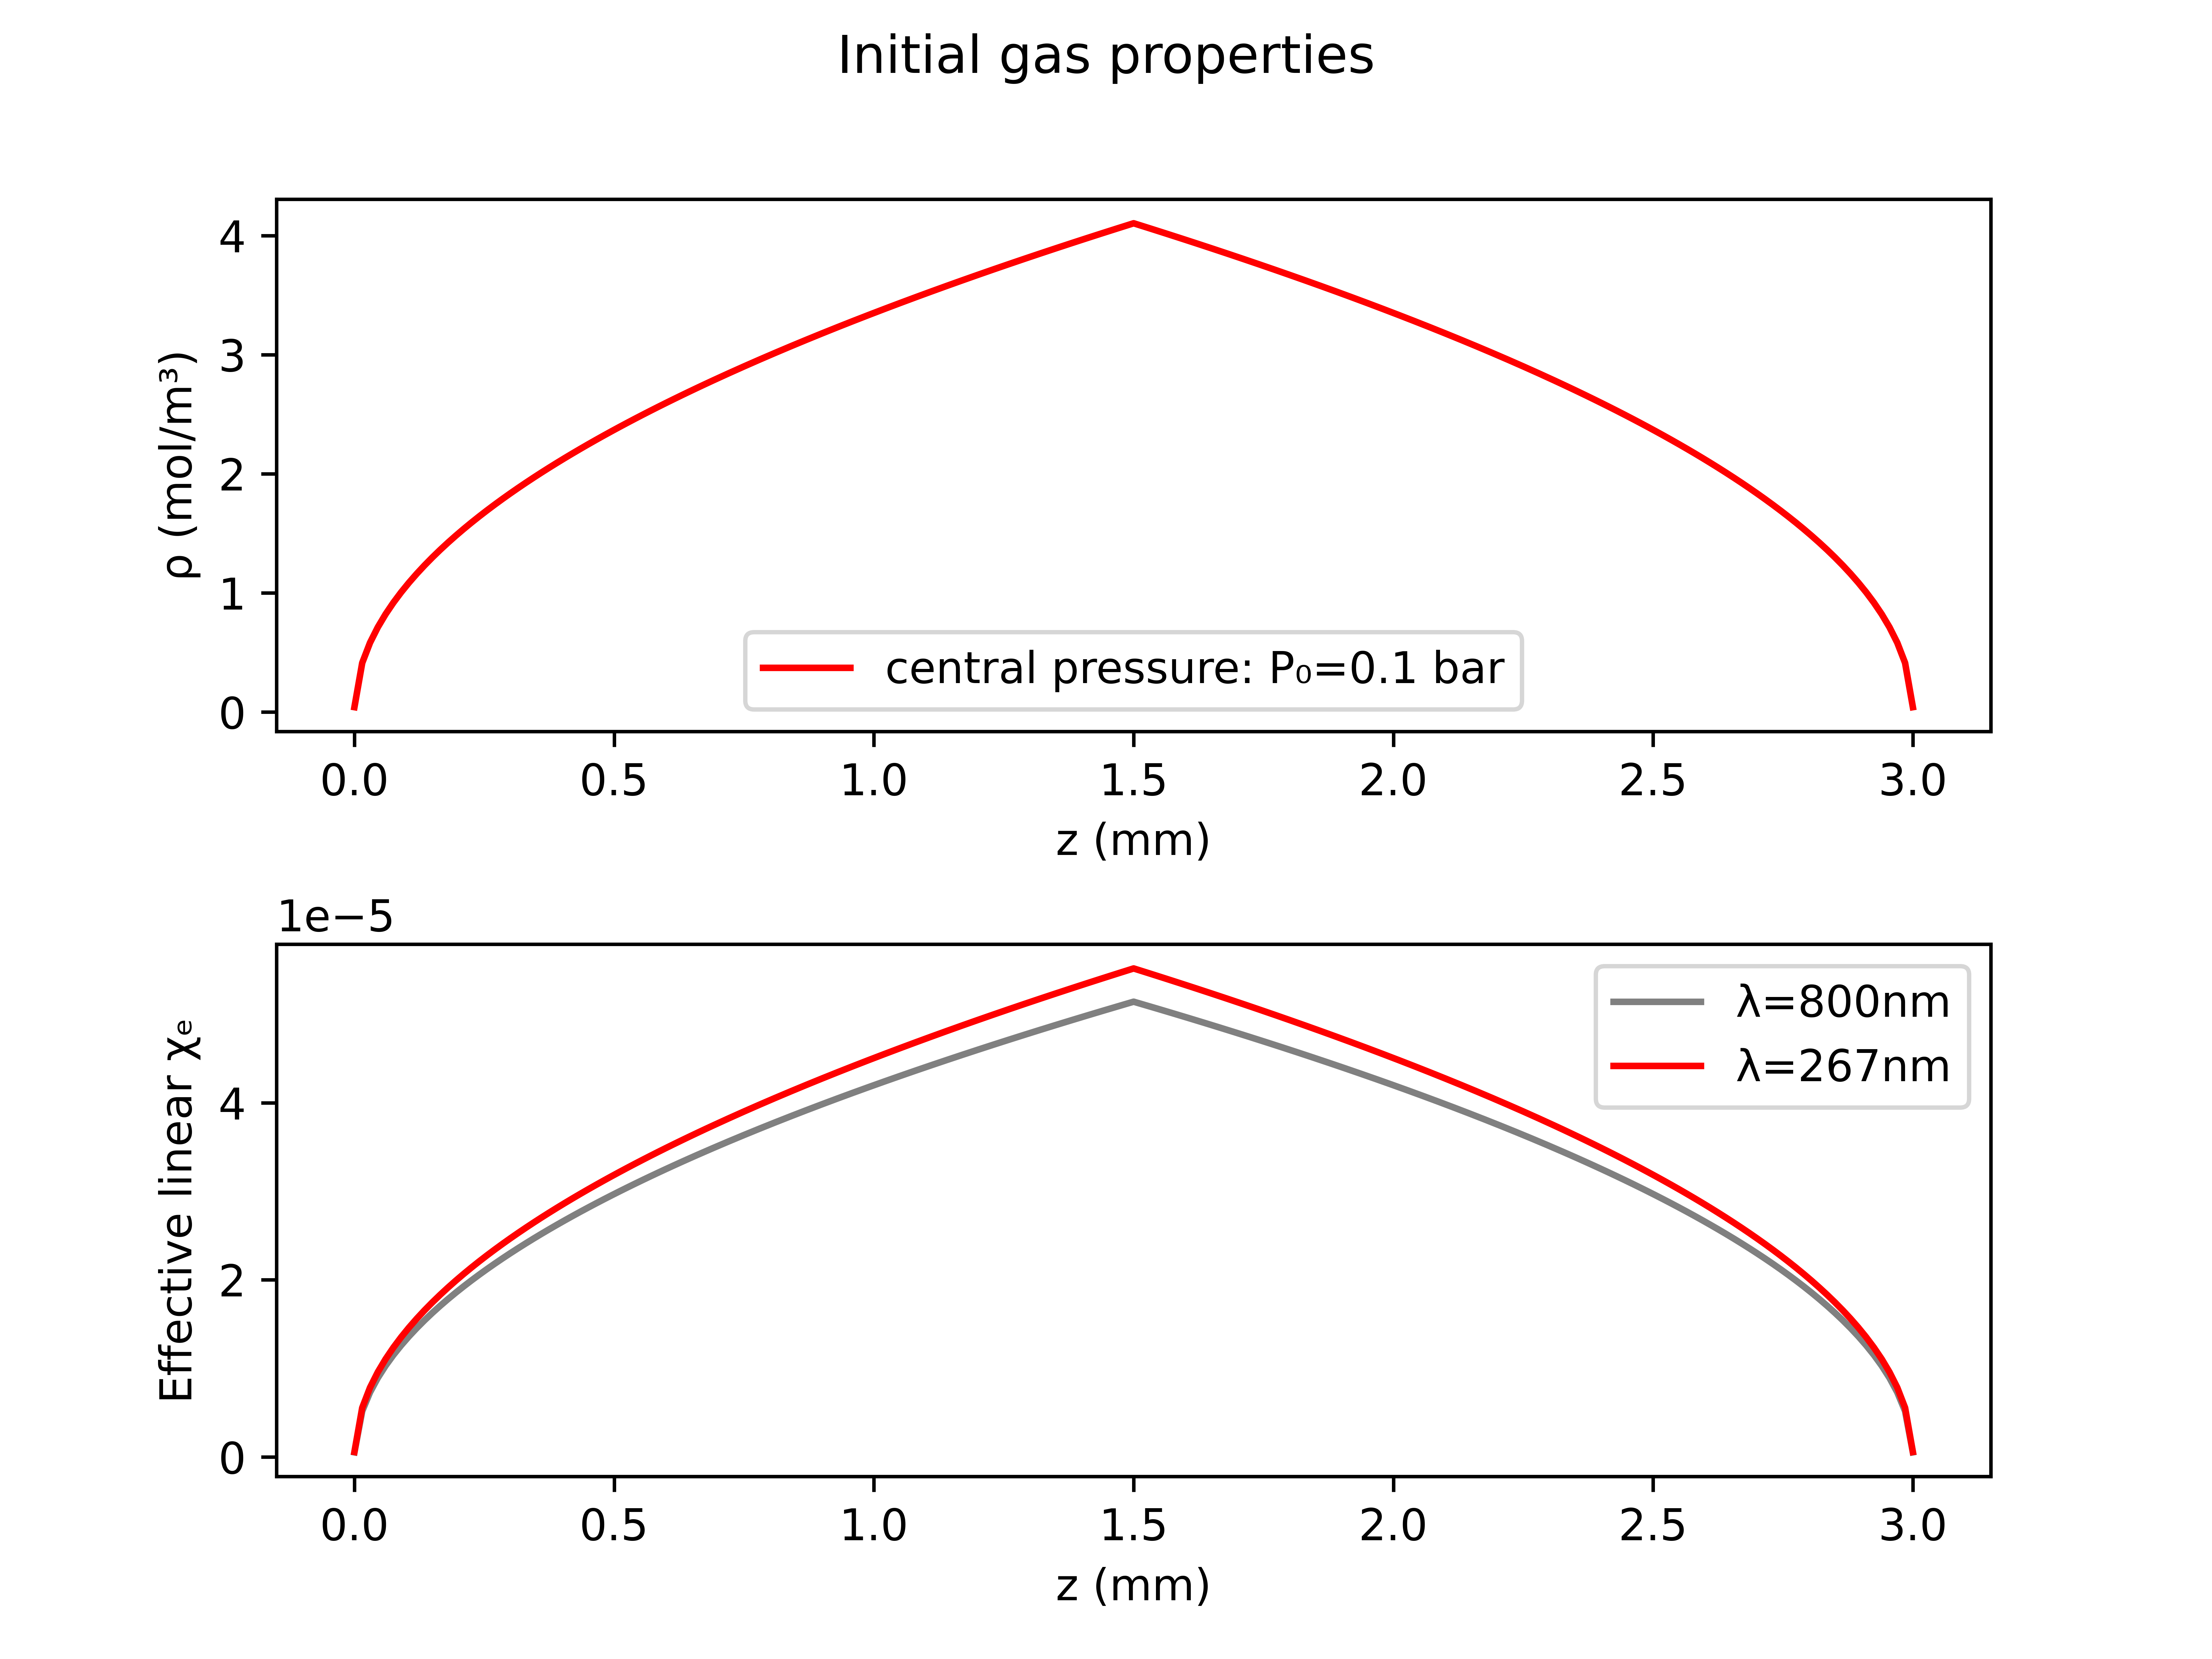 Initial gas properties
ρ (mol/m³)
4
3
2
1
0
central pressure: P₀=0.1 bar
0.0 0.5 1.0 1.5 2.0 2.5 3.0
z (mm)
1e−5
Effective linear χₑ
4
2
0
λ=800nm
λ=267nm
0.0 0.5 1.0 1.5 2.0 2.5 3.0
z (mm)